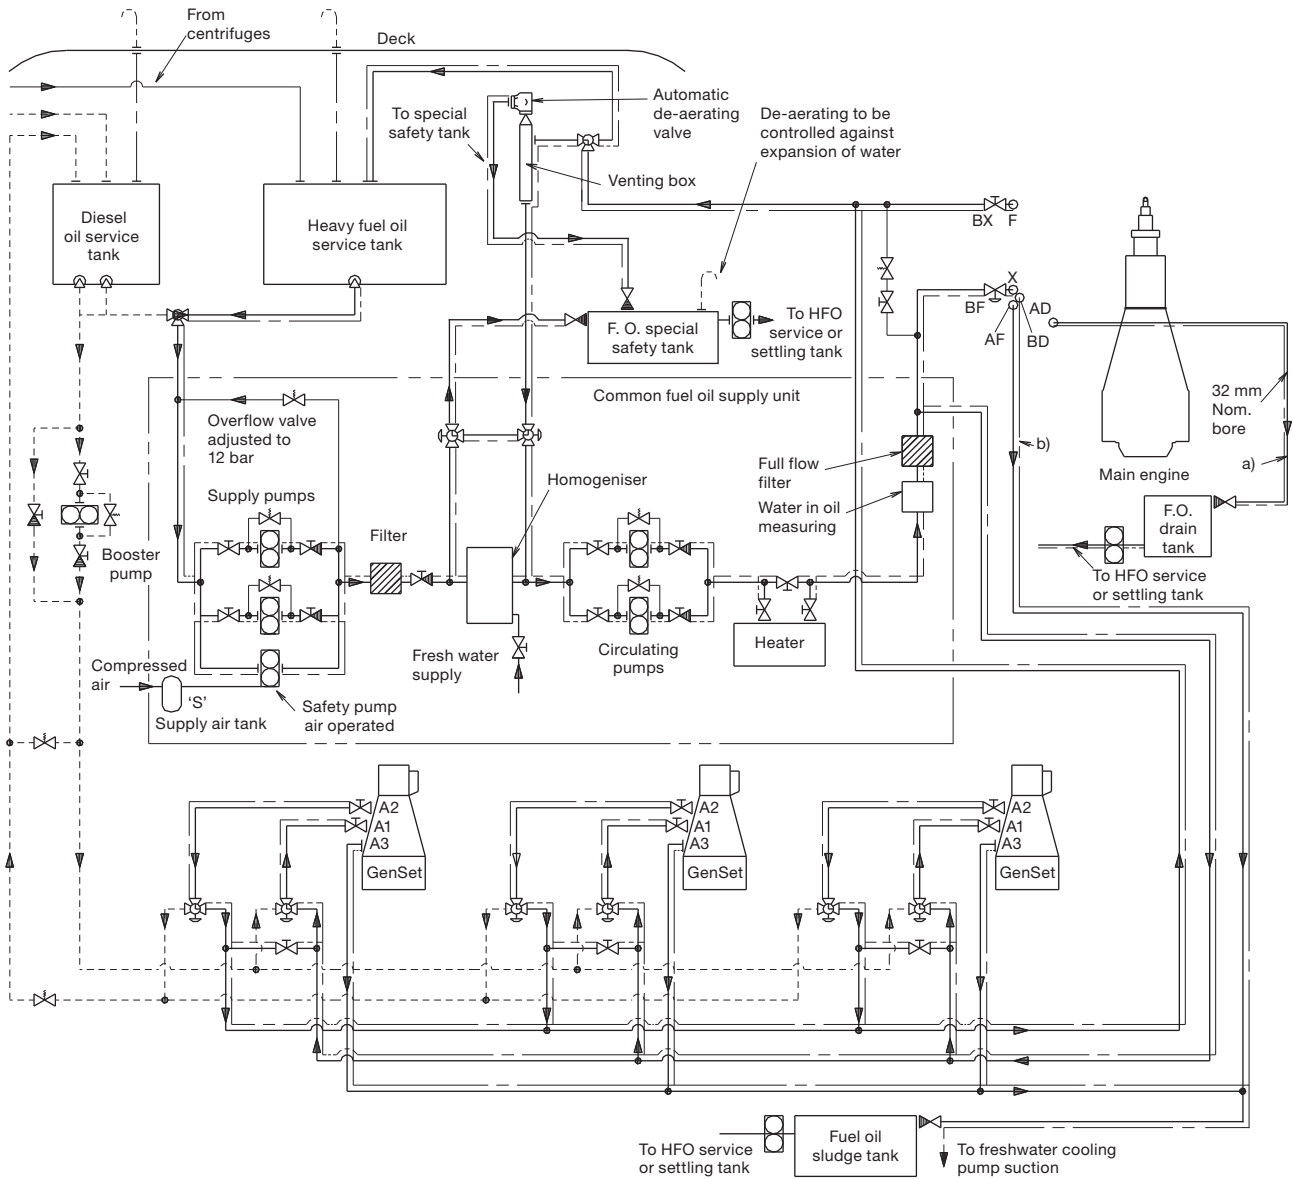 From
centrifuges
Deck
Automatic
de-aerating
valve
To special
safety tank
De-aerating to be
controlled against
expansion of water
Venting box
Diesel
oil service
tank
Heavy fuel oil
service tank
BX
F
X
BF
AD
AF
BD
F. O. special
safety tank
To HFO
service or
settling tank
Common fuel oil supply unit
32 mm
Nom.
bore
Overflow valve
adjusted to
12 bar
b)
a)
Main engine
Full flow
filter
Homogeniser
Supply pumps
Water in oil
measuring
F.O.
drain
tank
Filter
Booster
pump
To HFO service
or settling tank
Heater
Circulating
pumps
Fresh water
supply
Compressed
air
'S'
Supply air tank
Safety pump
air operated
A2
A1
A3
GenSet
A2
A1
A3
GenSet
A2
A1
A3
GenSet
To HFO service
or settling tank
Fuel oil
sludge tank
To freshwater cooling
pump suction